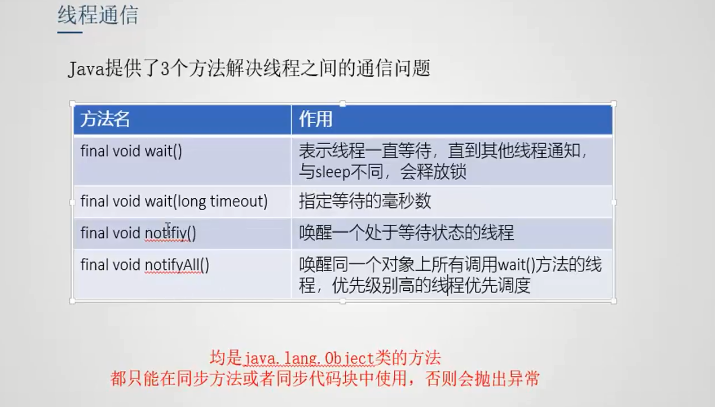 线程通信
Java提供了3个方法解决线程之间的通信问题
方法名 作用
final void wait() 表示线程一直等待，直到其他线程通知，
与sleep不同，会释放锁
final void wait(long timeout) 指定等待的毫秒数
final void notifiy() 唤醒一个处于等待状态的线程
final void notifyAll() 唤醒同一个对象上所有调用wait()方法的线
程，优先级别高的线程优先调度
均是java.lang.Object类的方法
都只能在同步方法或者同步代码块中使用，否则会抛出异常